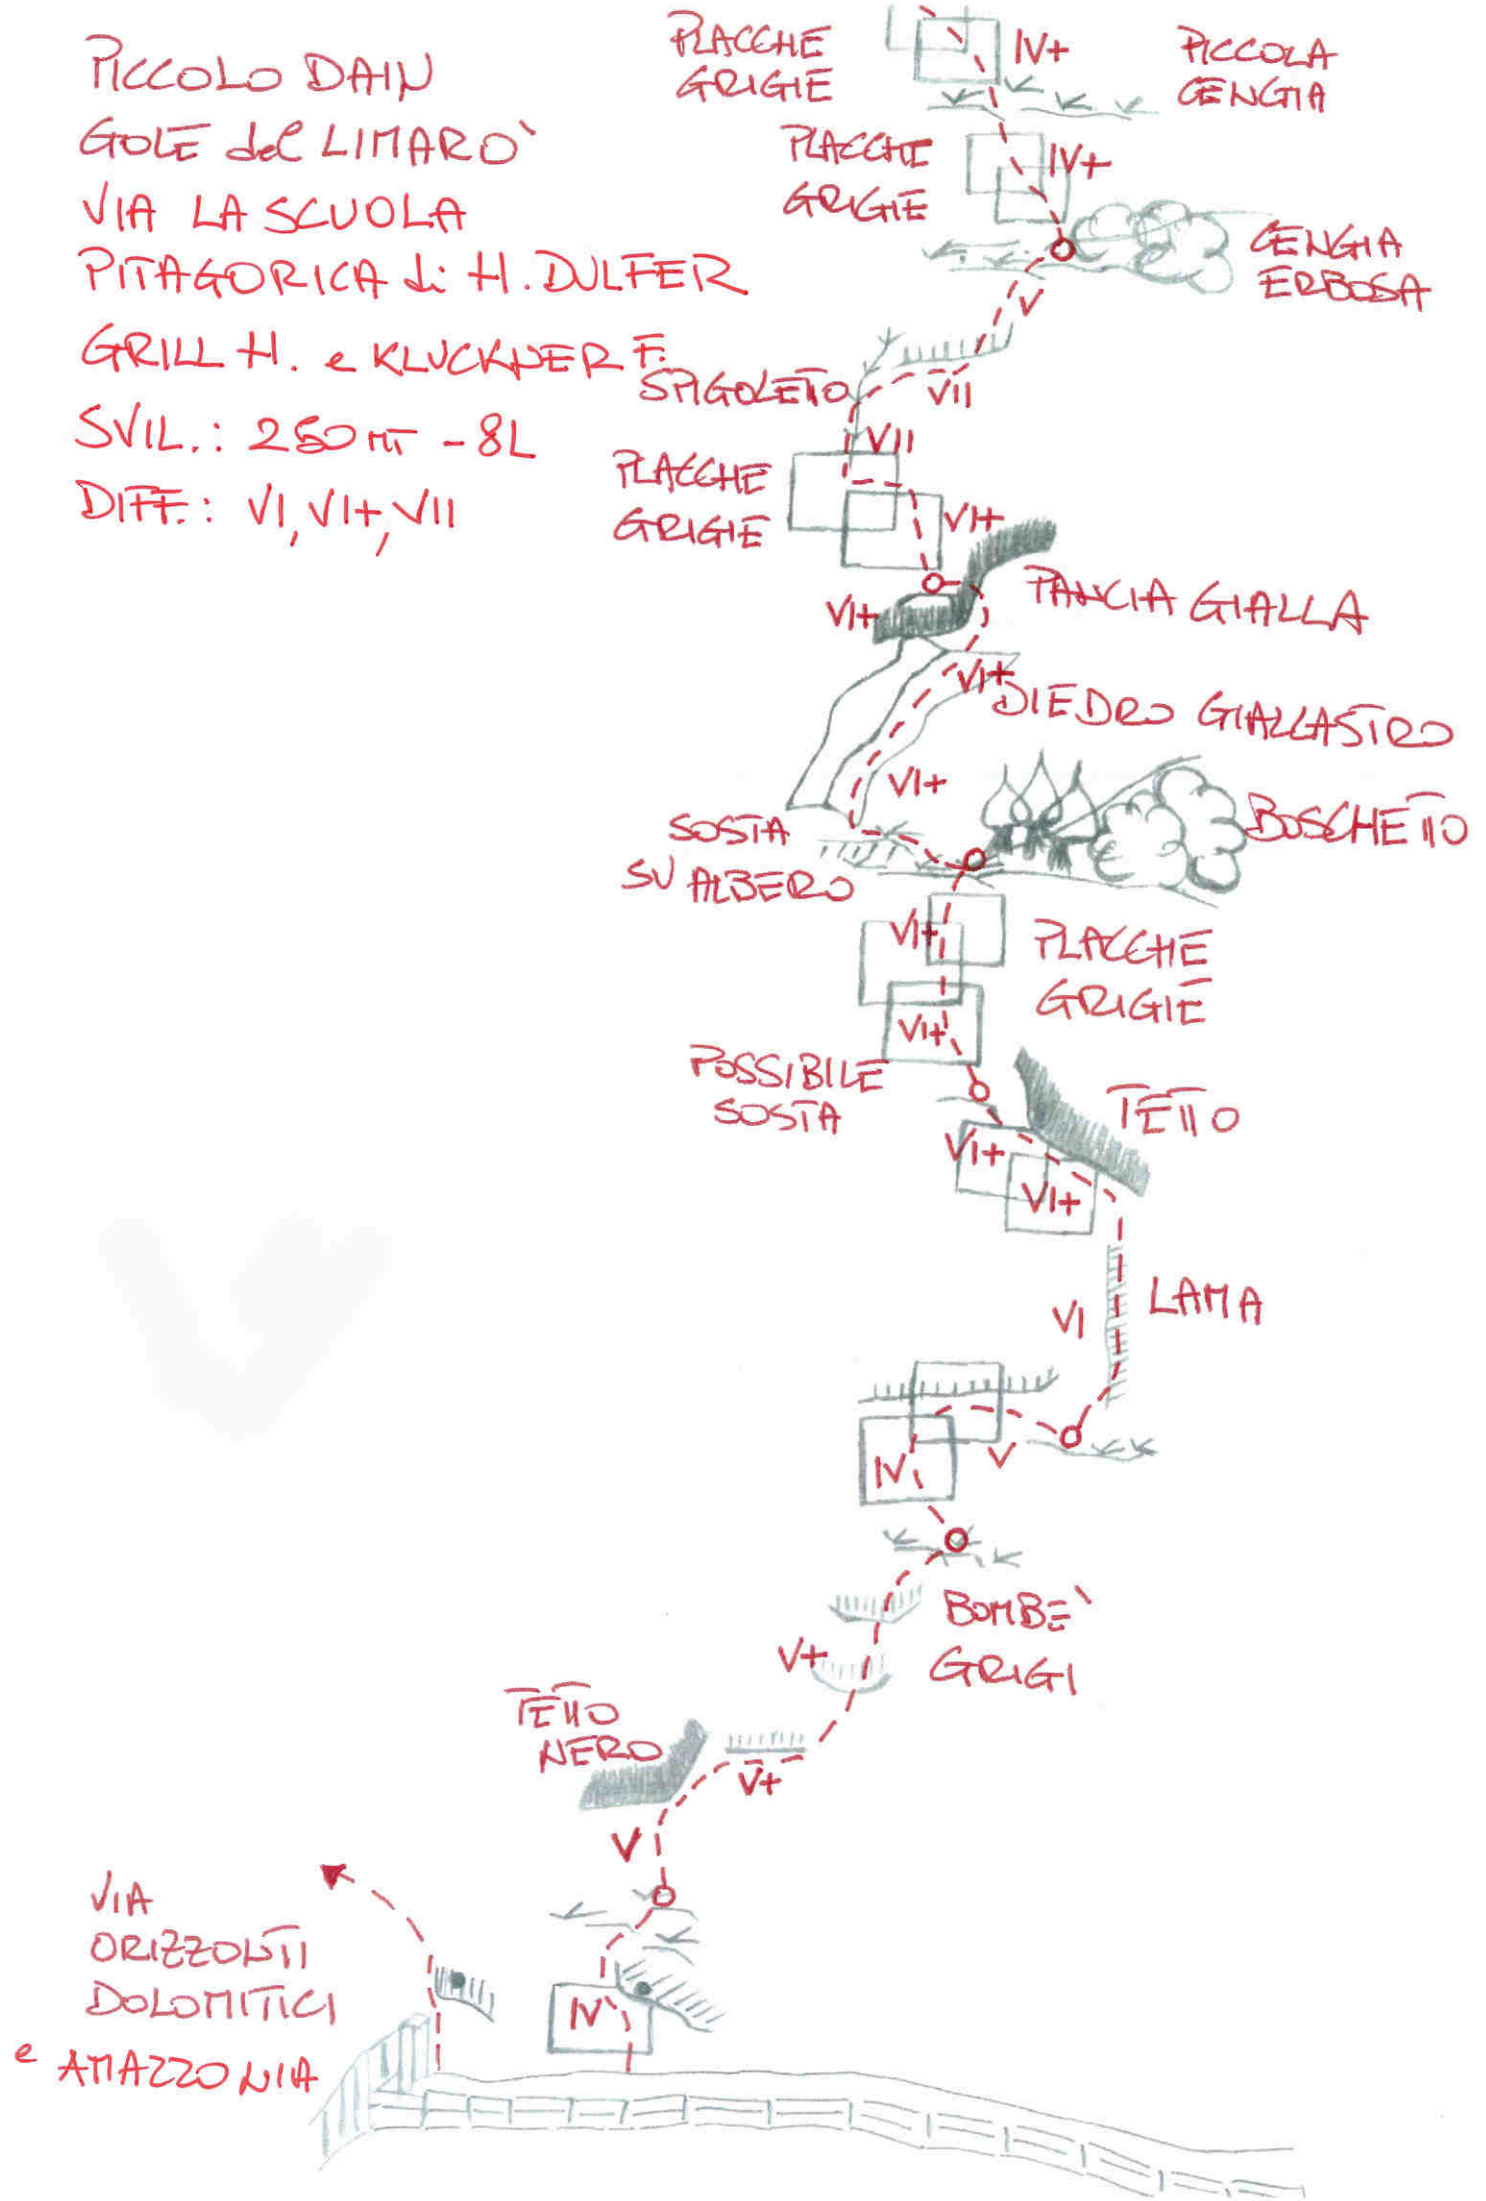 PICCOLO DAIN
GOLE del LIMARO'
VIA LA SCUOLA
PITAGORICA di H. DULFER
GRILL H. e KLUCKNER F.
SVIL.: 250 MT - 8L
DIFF.: VI, VI+, VII
PLACCHE
GRIGIE
IV+
PICCOLA
CENGIA
PLACCHE
GRIGIE
IV+
CENGIA
ERBOSA
V
SPIGOLETTO
VII
VII
PLACCHE
GRIGIE
VI+
PANCIA GIALLA
VI+
VI+
DIEDRO GIALLASTRO
VI+
SOSTA
SU ALBERO
BOSCHETTO
VI+
PLACCHE
GRIGIE
VI+
POSSIBILE
SOSTA
TETTO
VI+
VI+
LAMA
VI
V
IV
BOMBE'
GRIGI
V+
TETTO
NERO
V+
V
VIA
ORIZZONTI
DOLOMITICI
e AMAZZONIA
IV